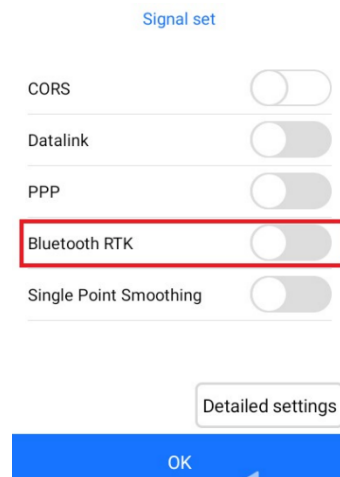 Signal set
CORS
Datalink
PPP
Bluetooth RTK
Single Point Smoothing
Detailed settings
OK